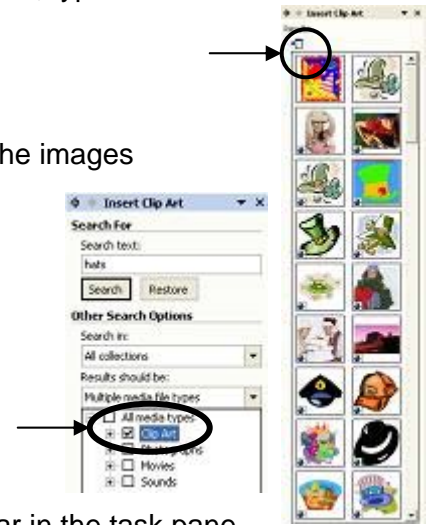 Insert Clip Art
he images
Insert Clip Art
Search For
Search text:
hats
Search Restore
Other Search Options
Search in:
All collections
Results should be:
Multiple media file types
All media types
Clip Art
Photographs
Movies
Sounds
ar in the task pane